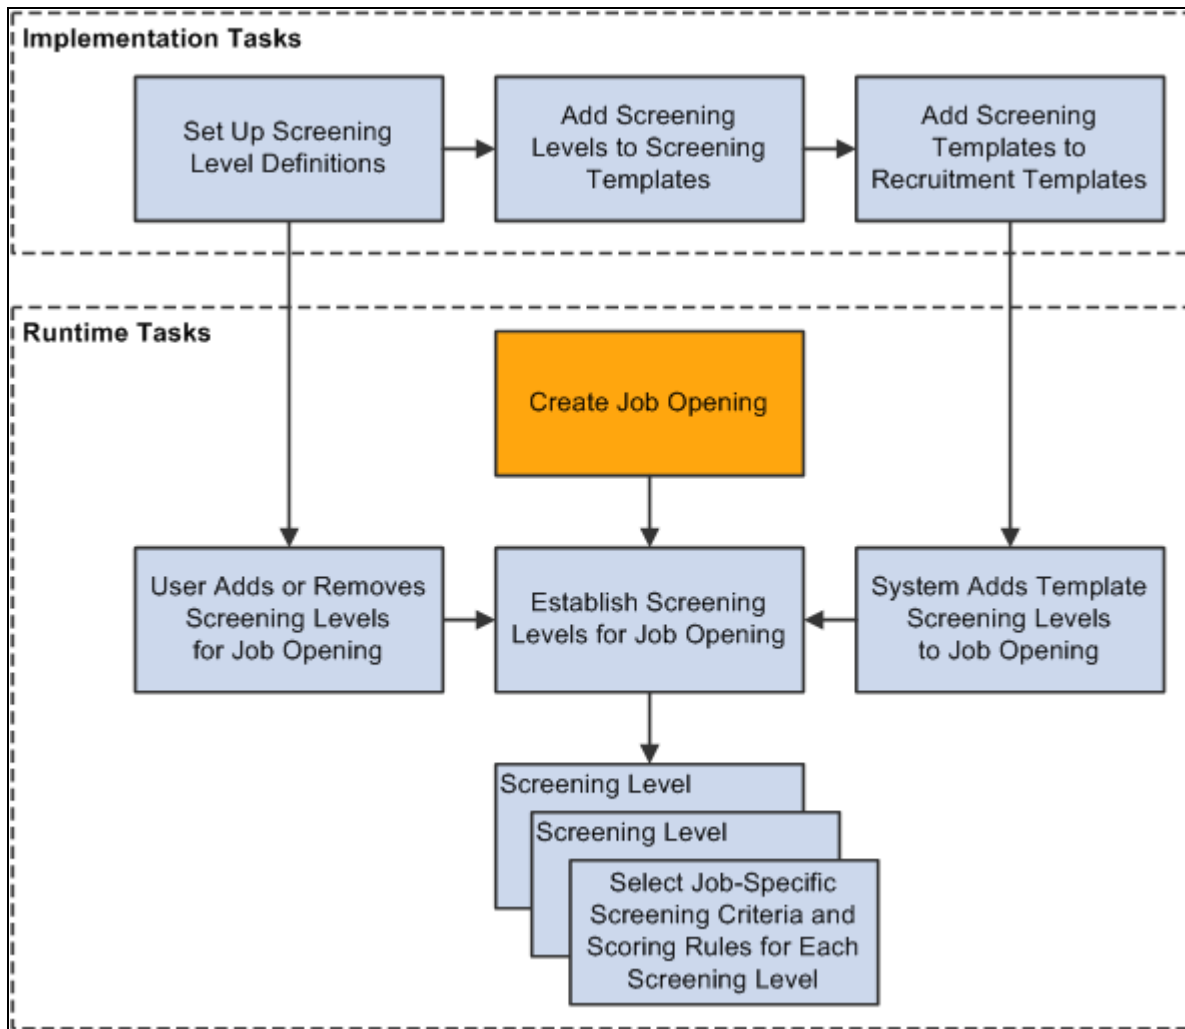 Implementation Tasks
Set Up Screening
Level Definitions
Add Screening
Levels to Screening
Templates
Add Screening
Templates to
Recruitment Templates
Runtime Tasks
Create Job Opening
User Adds or Removes
Screening Levels
for Job Opening
Establish Screening
Levels for Job Opening
System Adds Template
Screening Levels
to Job Opening
Screening Level
Screening Level
Select Job-Specific
Screening Criteria and
Scoring Rules for Each
Screening Level